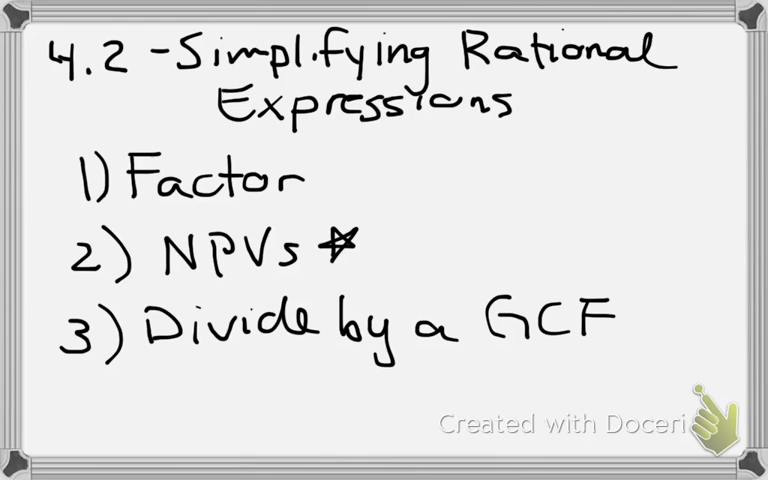 4.2 - Simplifying Rational
Expressions
1) Factor
2) NPVs ☆
3) Divide by a GCF
Created with Doceri